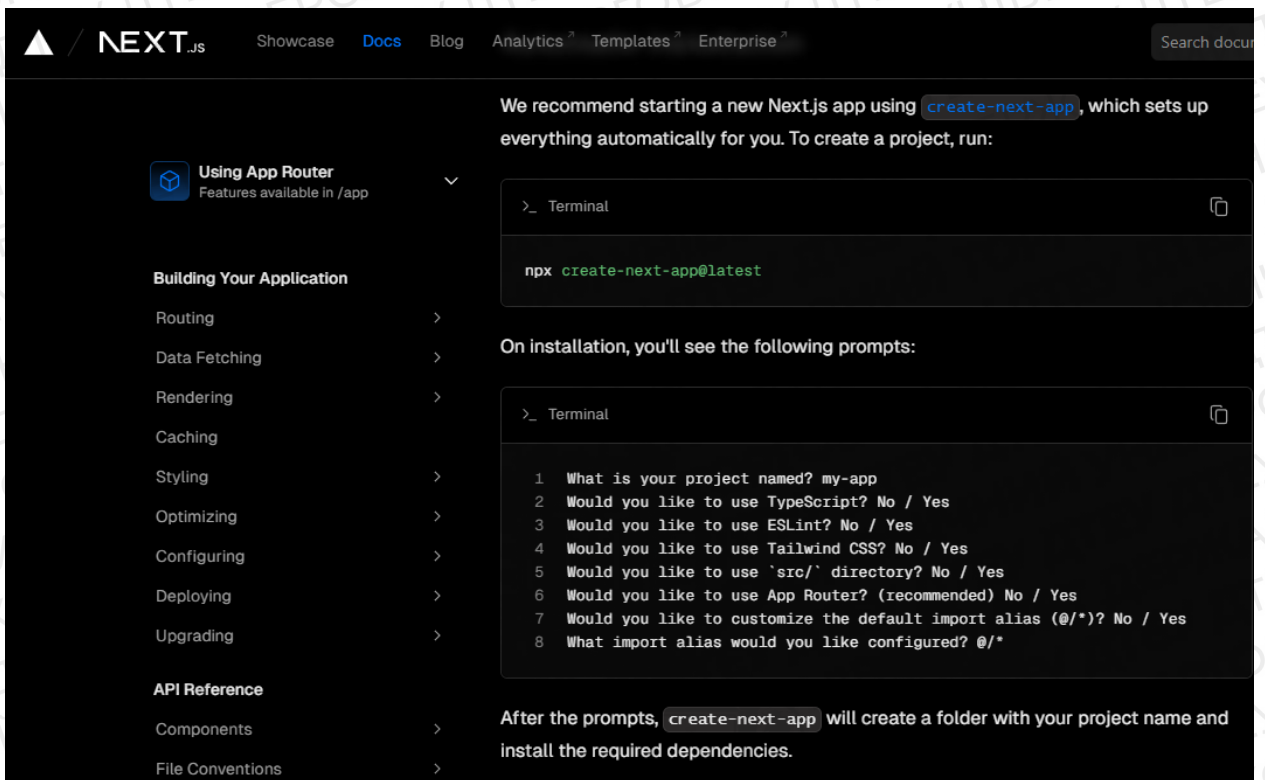 NEXT.JS
Showcase Docs Blog Analytics Templates Enterprise
Search docu
Using App Router
Features available in /app
Building Your Application
Routing
Data Fetching
Rendering
Caching
Styling
Optimizing
Configuring
Deploying
Upgrading
API Reference
Components
File Conventions
We recommend starting a new Next.js app using create-next-app, which sets up
everything automatically for you. To create a project, run:
>_ Terminal
npx create-next-app@latest
On installation, you'll see the following prompts:
>_ Terminal
1 What is your project named? my-app
2 Would you like to use TypeScript? No / Yes
3 Would you like to use ESLint? No / Yes
4 Would you like to use Tailwind CSS? No / Yes
5 Would you like to use `src/` directory? No / Yes
6 Would you like to use App Router? (recommended) No / Yes
7 Would you like to customize the default import alias (@/*)? No / Yes
8 What import alias would you like configured? @/*
After the prompts, create-next-app will create a folder with your project name and
install the required dependencies.